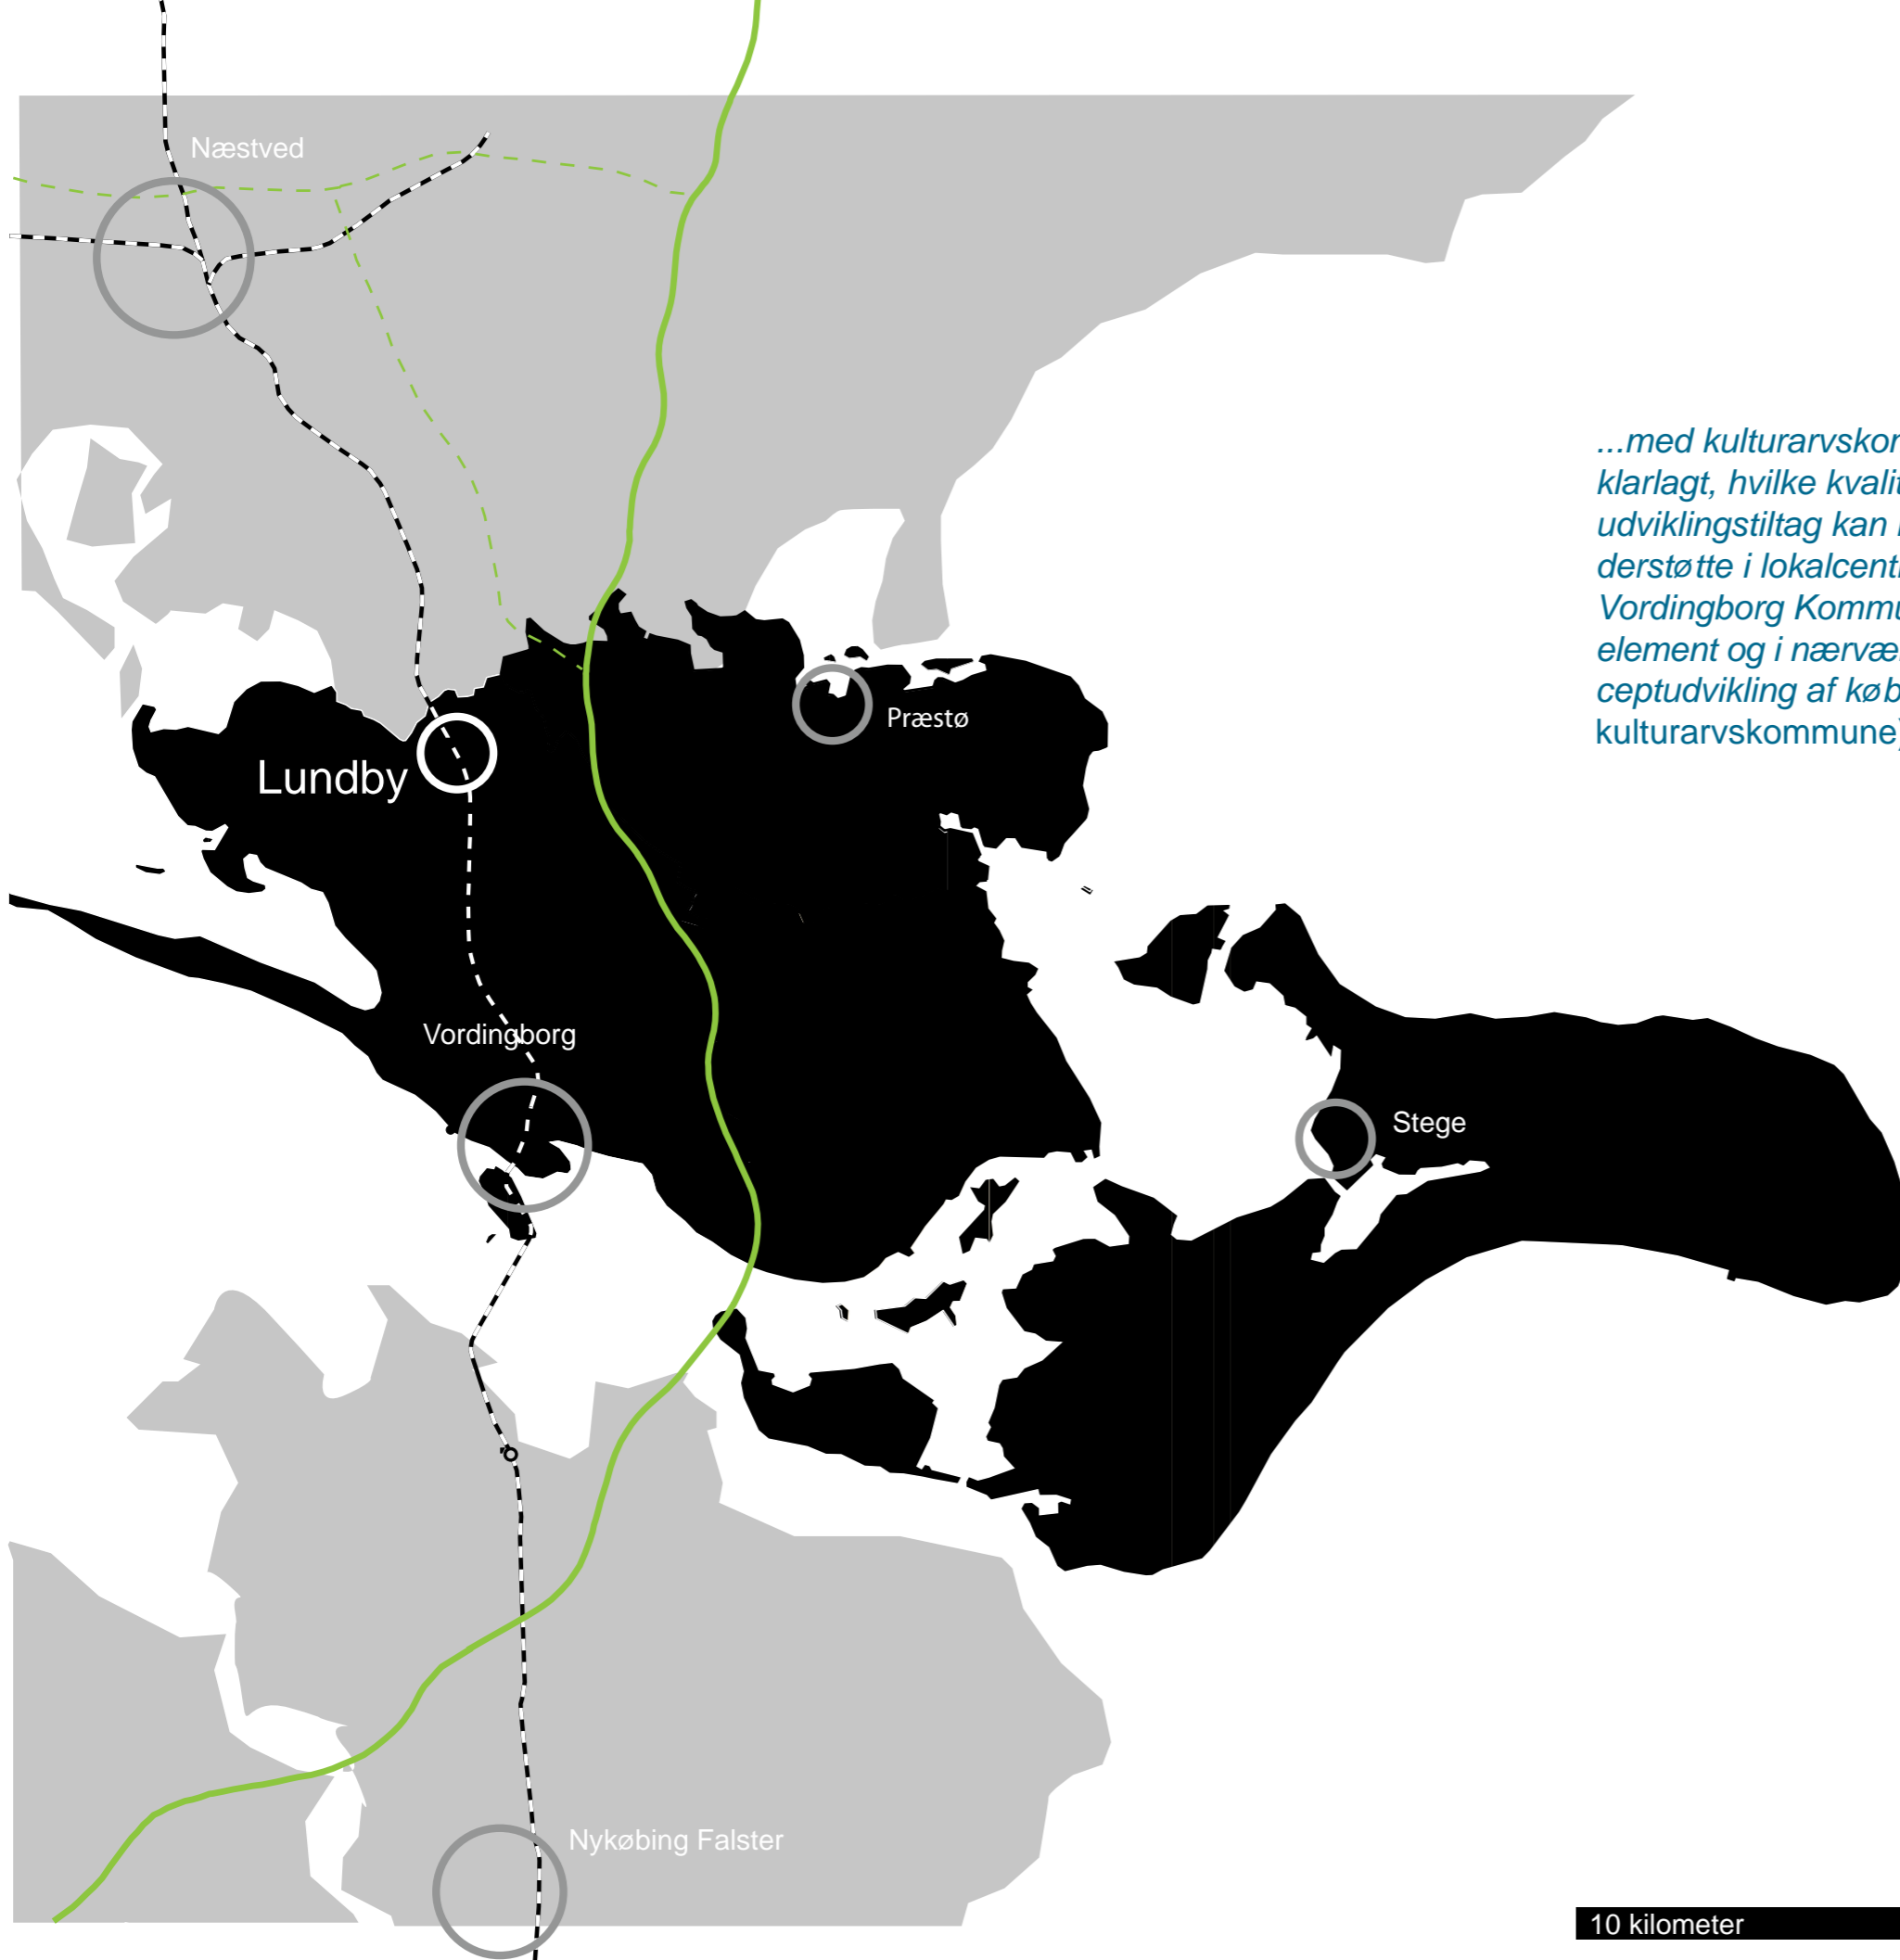 Næstved
...med kulturarvskor
klarlagt, hvilke kvalit
udviklingstiltag kan
derstøtte i lokalcent
Vordingborg Kommu
element og i nærvæ
ceptudvikling af køb
kulturarvskommune)
Præstø
Lundby
Vordingborg
Stege
Nykøbing Falster
10 kilometer